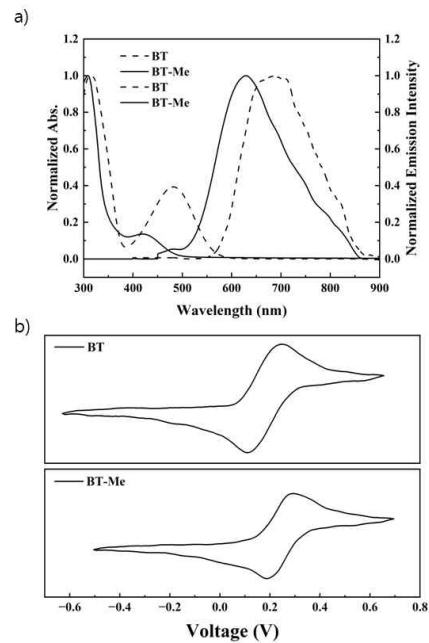 a)
1.2
1.0
0.8
0.6
0.4
0.2
0.0
Normalized Abs.
BT
BT-Me
BT
BT-Me
1.2
1.0
0.8
0.6
0.4
0.2
0.0
Normalized Emission Intensity
300 400 500 600 700 800 900
Wavelength (nm)
b)
BT
BT-Me
−0.6 −0.4 −0.2 0.0 0.2 0.4 0.6 0.8
Voltage (V)